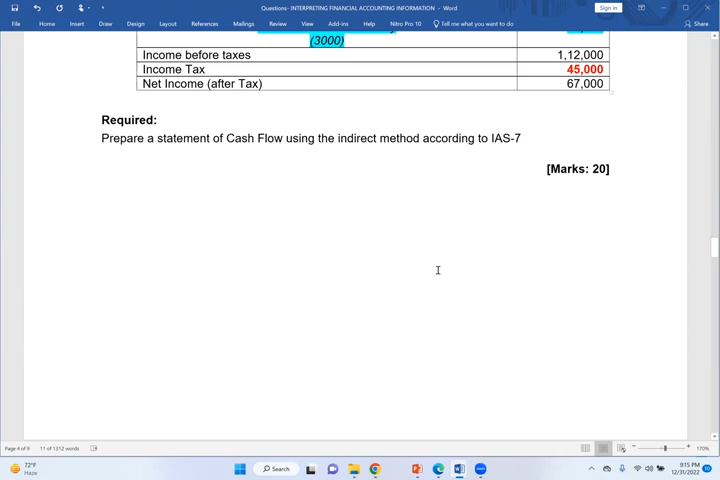 Questions- INTERPRETING FINANCIAL ACCOUNTING INFORMATION - Word
Sign in
File Home Insert Draw Design Layout References Mailings Review View Add-ins Help Nitro Pro 10 Tell me what you want to do Share
(3000)
Income before taxes 1,12,000
Income Tax 45,000
Net Income (after Tax) 67,000
Required:
Prepare a statement of Cash Flow using the indirect method according to IAS-7
[Marks: 20]
Page 4 of 9 11 of 1312 words 170%
72°F
Haze
Search
9:15 PM
12/31/2022